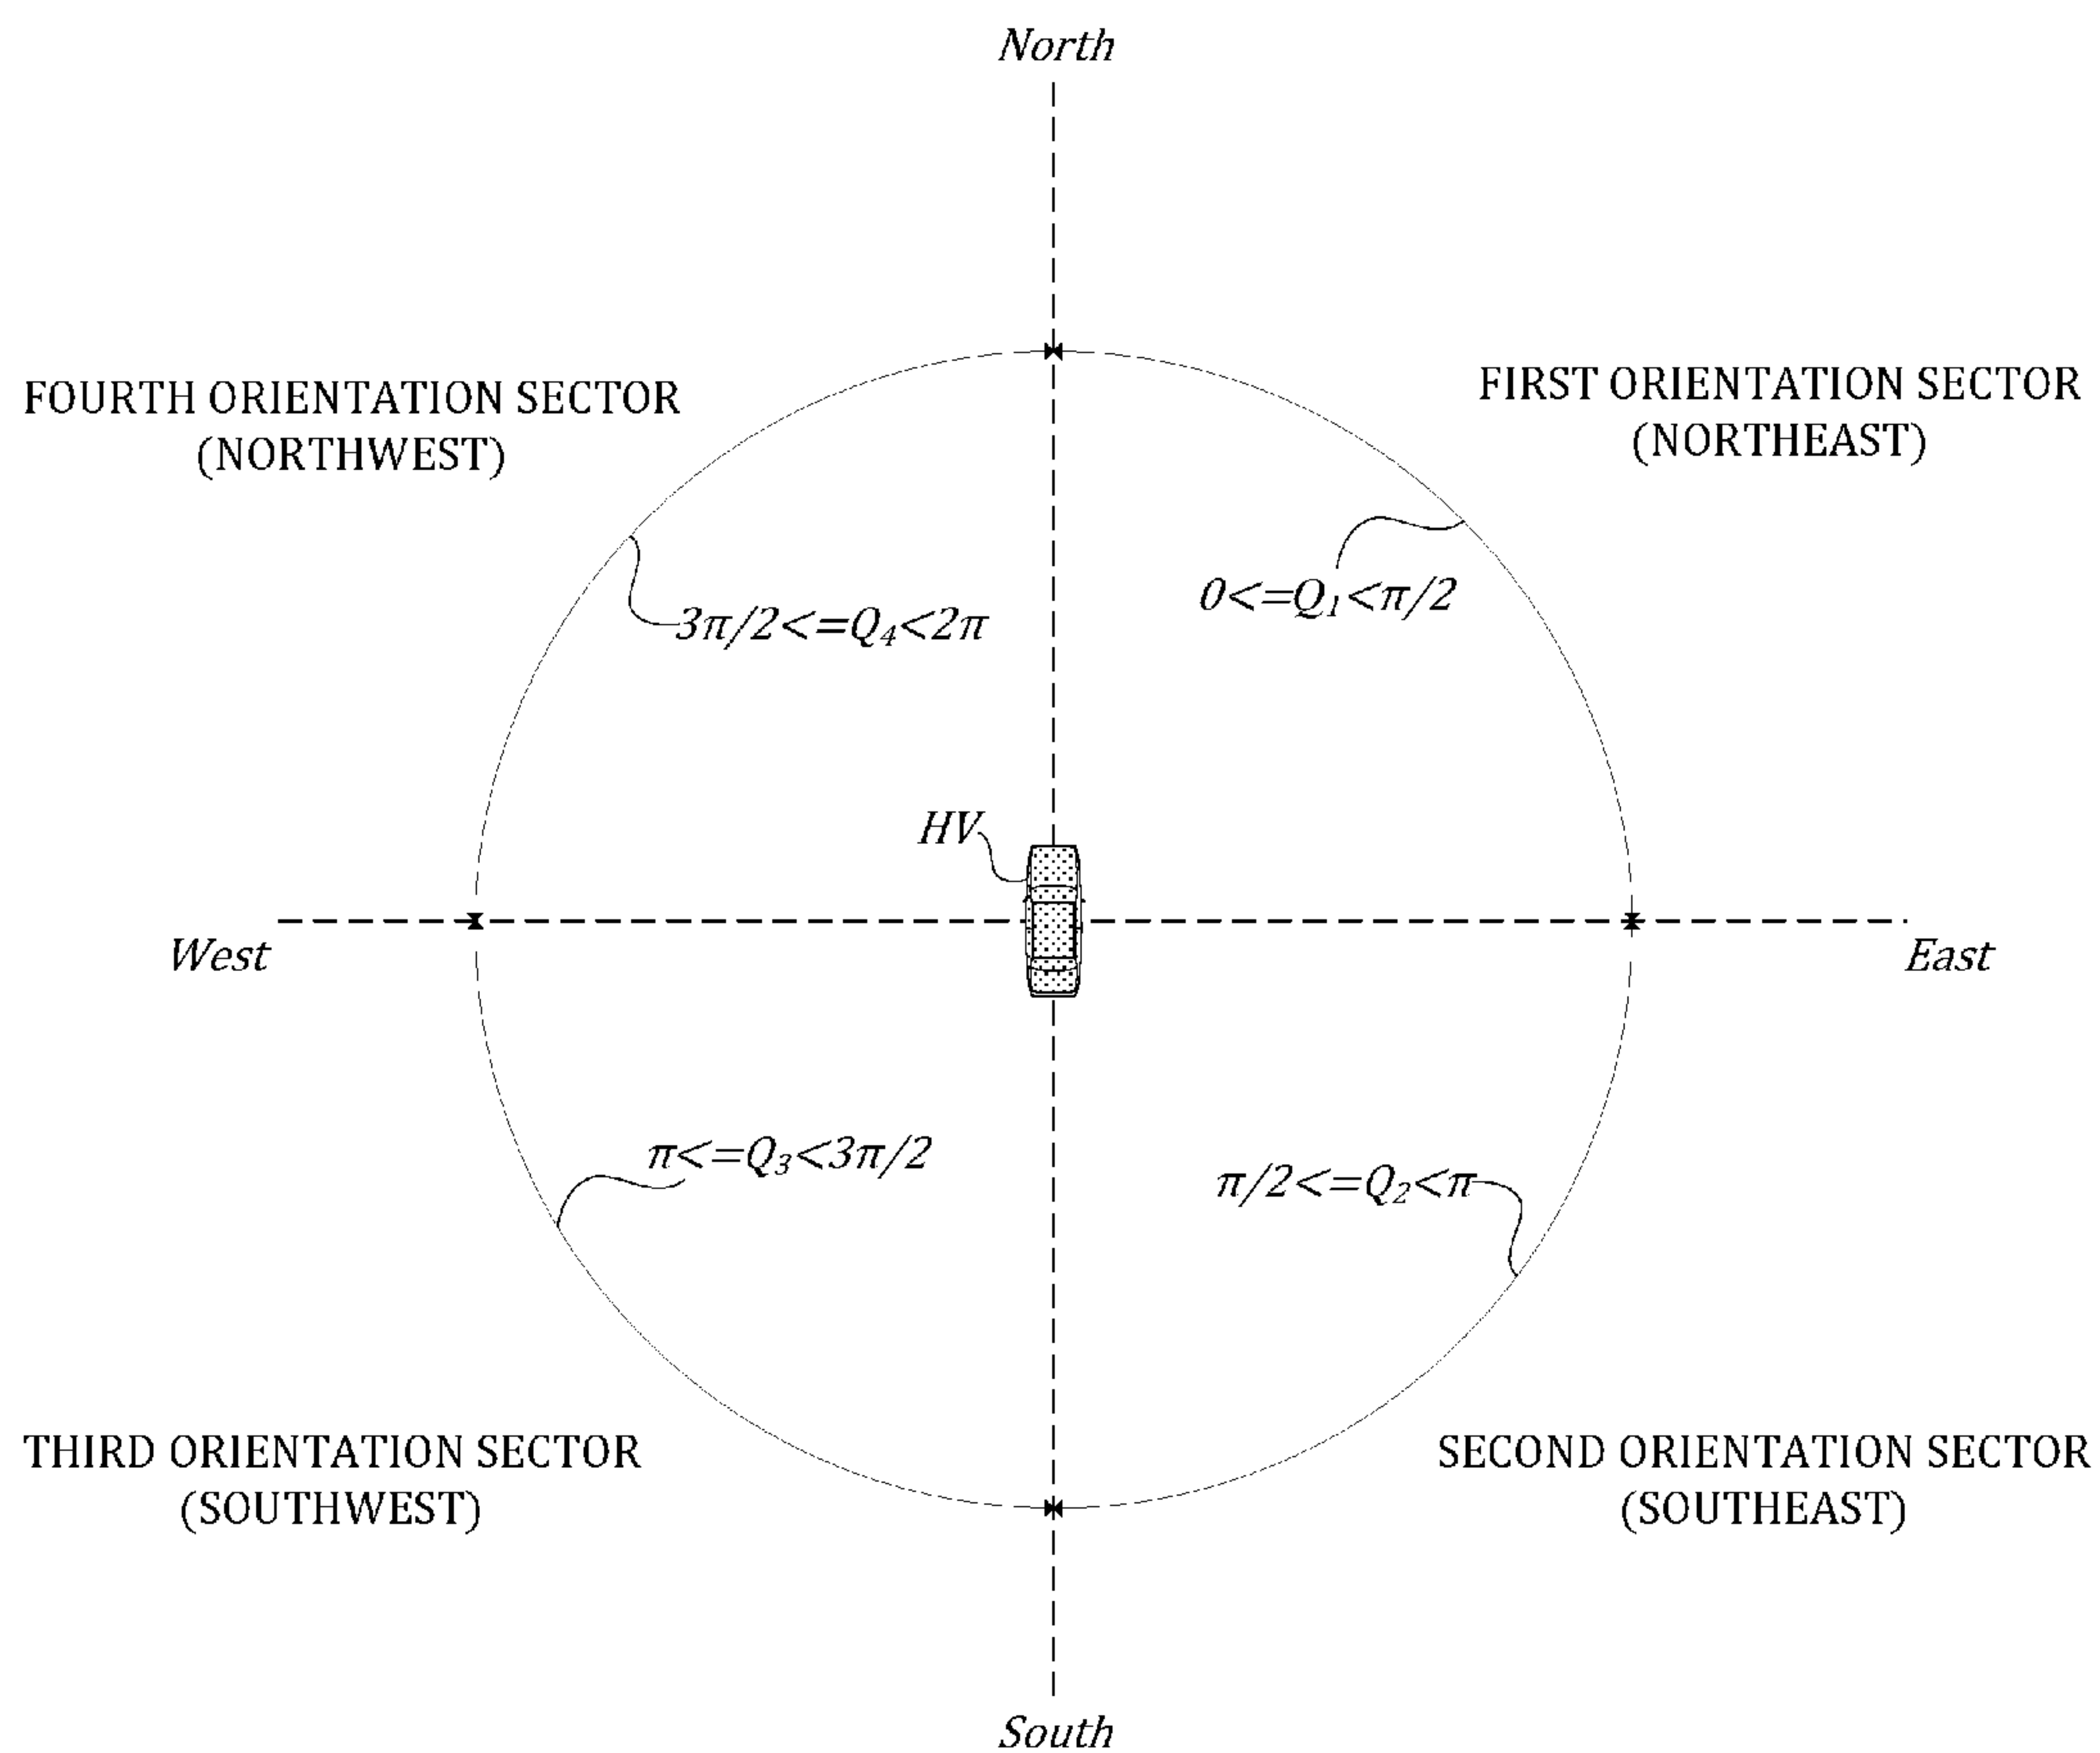 North
FOURTH ORIENTATION SECTOR
(NORTHWEST)
FIRST ORIENTATION SECTOR
(NORTHEAST)
0<=Q₁<π/2
3π/2<=Q₄<2π
HV
West
East
π<=Q₃<3π/2
π/2<=Q₂<π
THIRD ORIENTATION SECTOR
(SOUTHWEST)
SECOND ORIENTATION SECTOR
(SOUTHEAST)
South